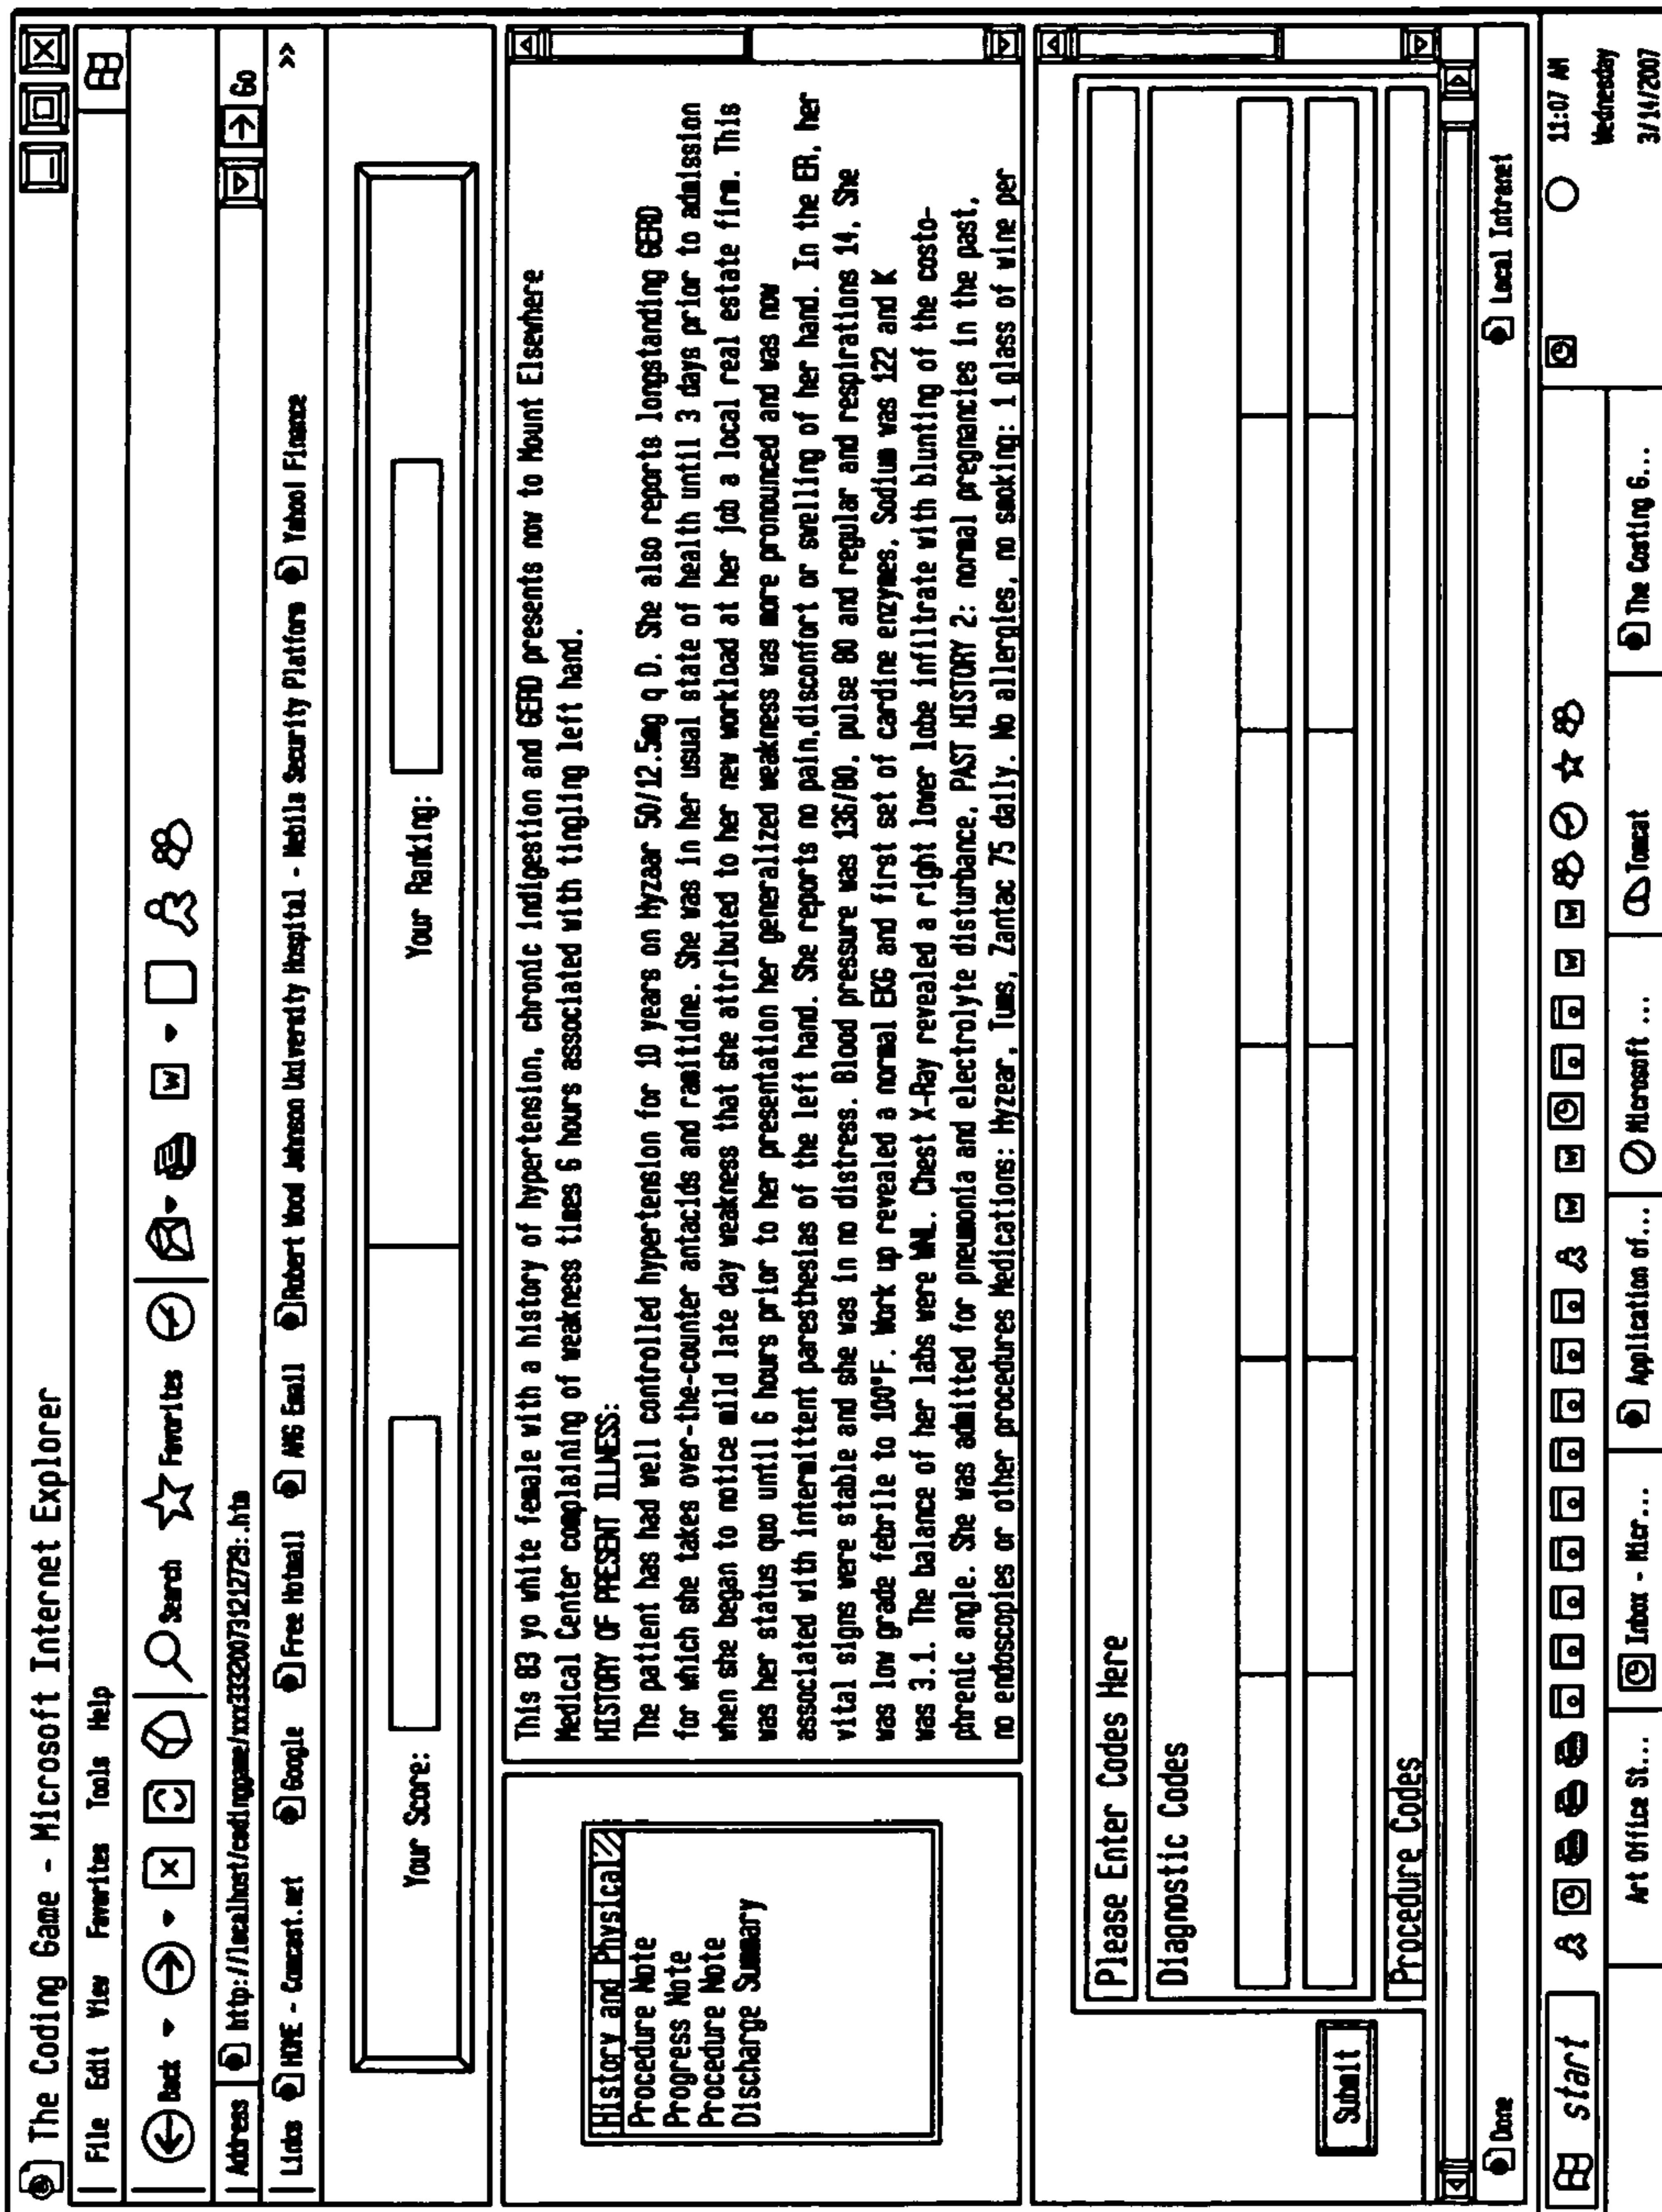 The Coding Game - Microsoft Internet Explorer
File Edit View Favorites Tools Help
Back Search Favorites
Address http://localhost/codinggame/xxx333200731212729:.htm Go
Links HOME - Comcast.net Google Free Hotmail AMG Email Robert Wood Johnson University Hospital - Mebila Security Platform Yahoo! Finance >>
Your Score: Your Ranking:
History and Physical
Procedure Note
Progress Note
Procedure Note
Discharge Summary
This 83 yo white female with a history of hypertension, chronic indigestion and GERD presents now to Mount Elsewhere
Medical Center complaining of weakness times 6 hours associated with tingling left hand.
HISTORY OF PRESENT ILLNESS:
The patient has had well controlled hypertension for 10 years on Hyzaar 50/12.5mg q D. She also reports longstanding GERD
for which she takes over-the-counter antacids and ranitidne. She was in her usual state of health until 3 days prior to admission
when she began to notice mild late day weakness that she attributed to her new workload at her job a local real estate firm. This
was her status quo until 6 hours prior to her presentation her generalized weakness was more pronounced and was now
associated with intermittent paresthesias of the left hand. She reports no pain,discomfort or swelling of her hand. In the ER, her
vital signs were stable and she was in no distress. Blood pressure was 136/80, pulse 80 and regular and respirations 14, She
was low grade febrile to 100°F. Work up revealed a normal EKG and first set of cardine enzymes, Sodium was 122 and K
was 3.1. The balance of her labs were WNL. Chest X-Ray revealed a right lower lobe infiltrate with blunting of the costo-
phrenic angle. She was admitted for pneumonia and electrolyte disturbance, PAST HISTORY 2: normal pregnancies in the past,
no endoscopies or other procedures Medications: Hyzear, Tums, Zantac 75 daily. No allergies, no smoking: 1 glass of wine per
Please Enter Codes Here
Diagnostic Codes
Procedure Codes
Submit
Done Local Intranet
start 11:07 AM
Wednesday
3/14/2007
Art Office St... Inbox - Micr... Application of... Microsoft ... Tomcat The Costing G...